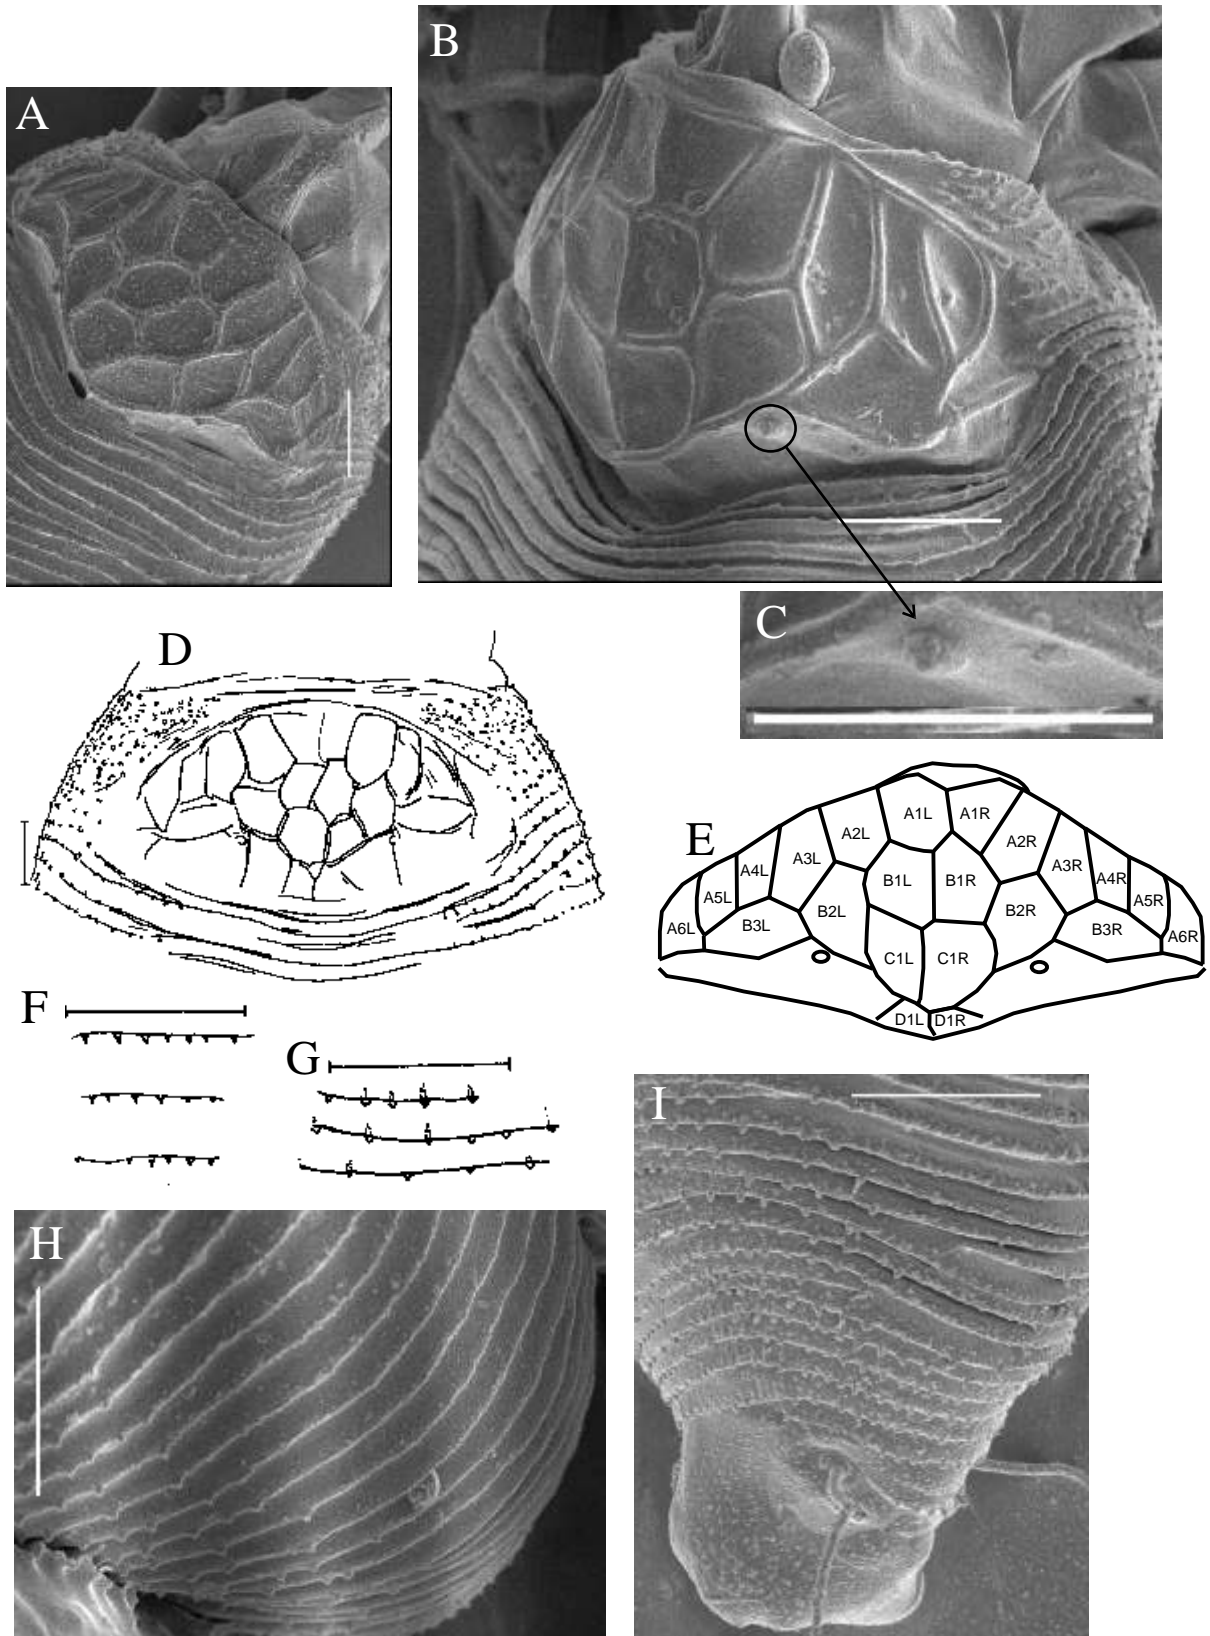 B
A
C
D
E
A1L A1R
A2L A2R
A3L A3R
A4L A4R
A5L A5R
A6L A6R
B1L B1R
B2L B2R
B3L B3R
C1L C1R
D1L D1R
F
G
H
I